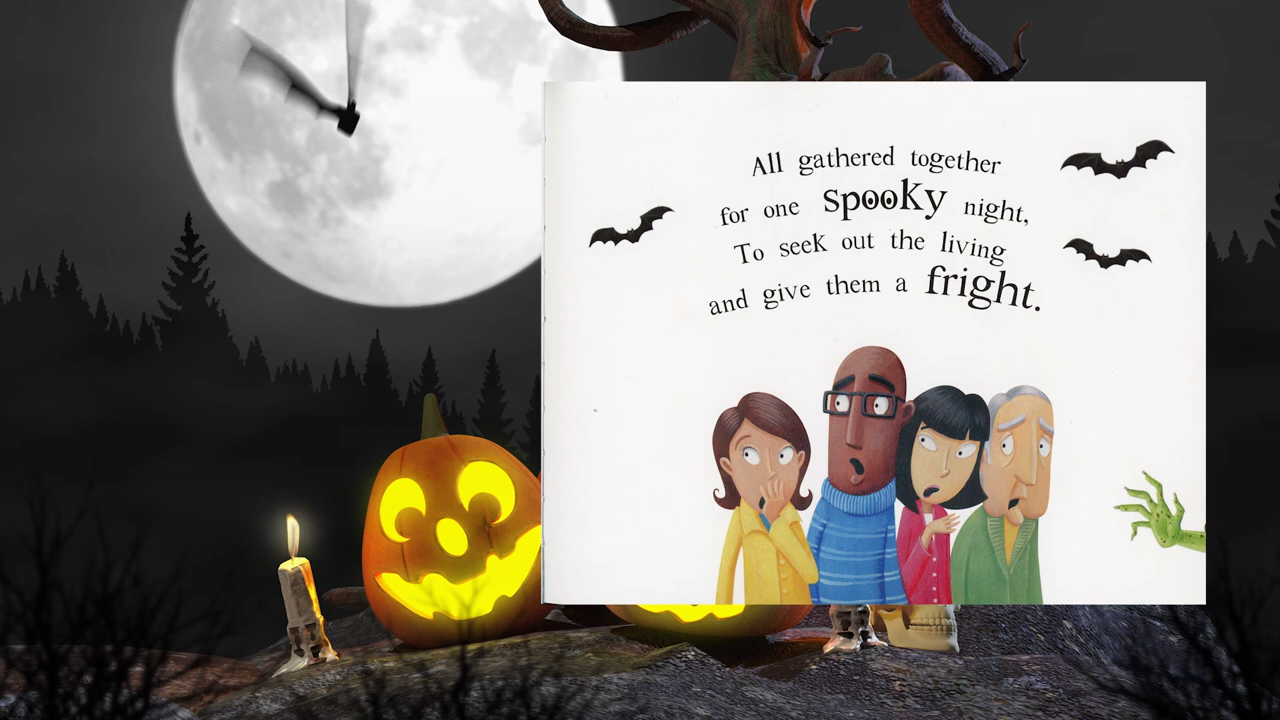 All gathered together
for one spooky night,
To seek out the living
and give them a fright.